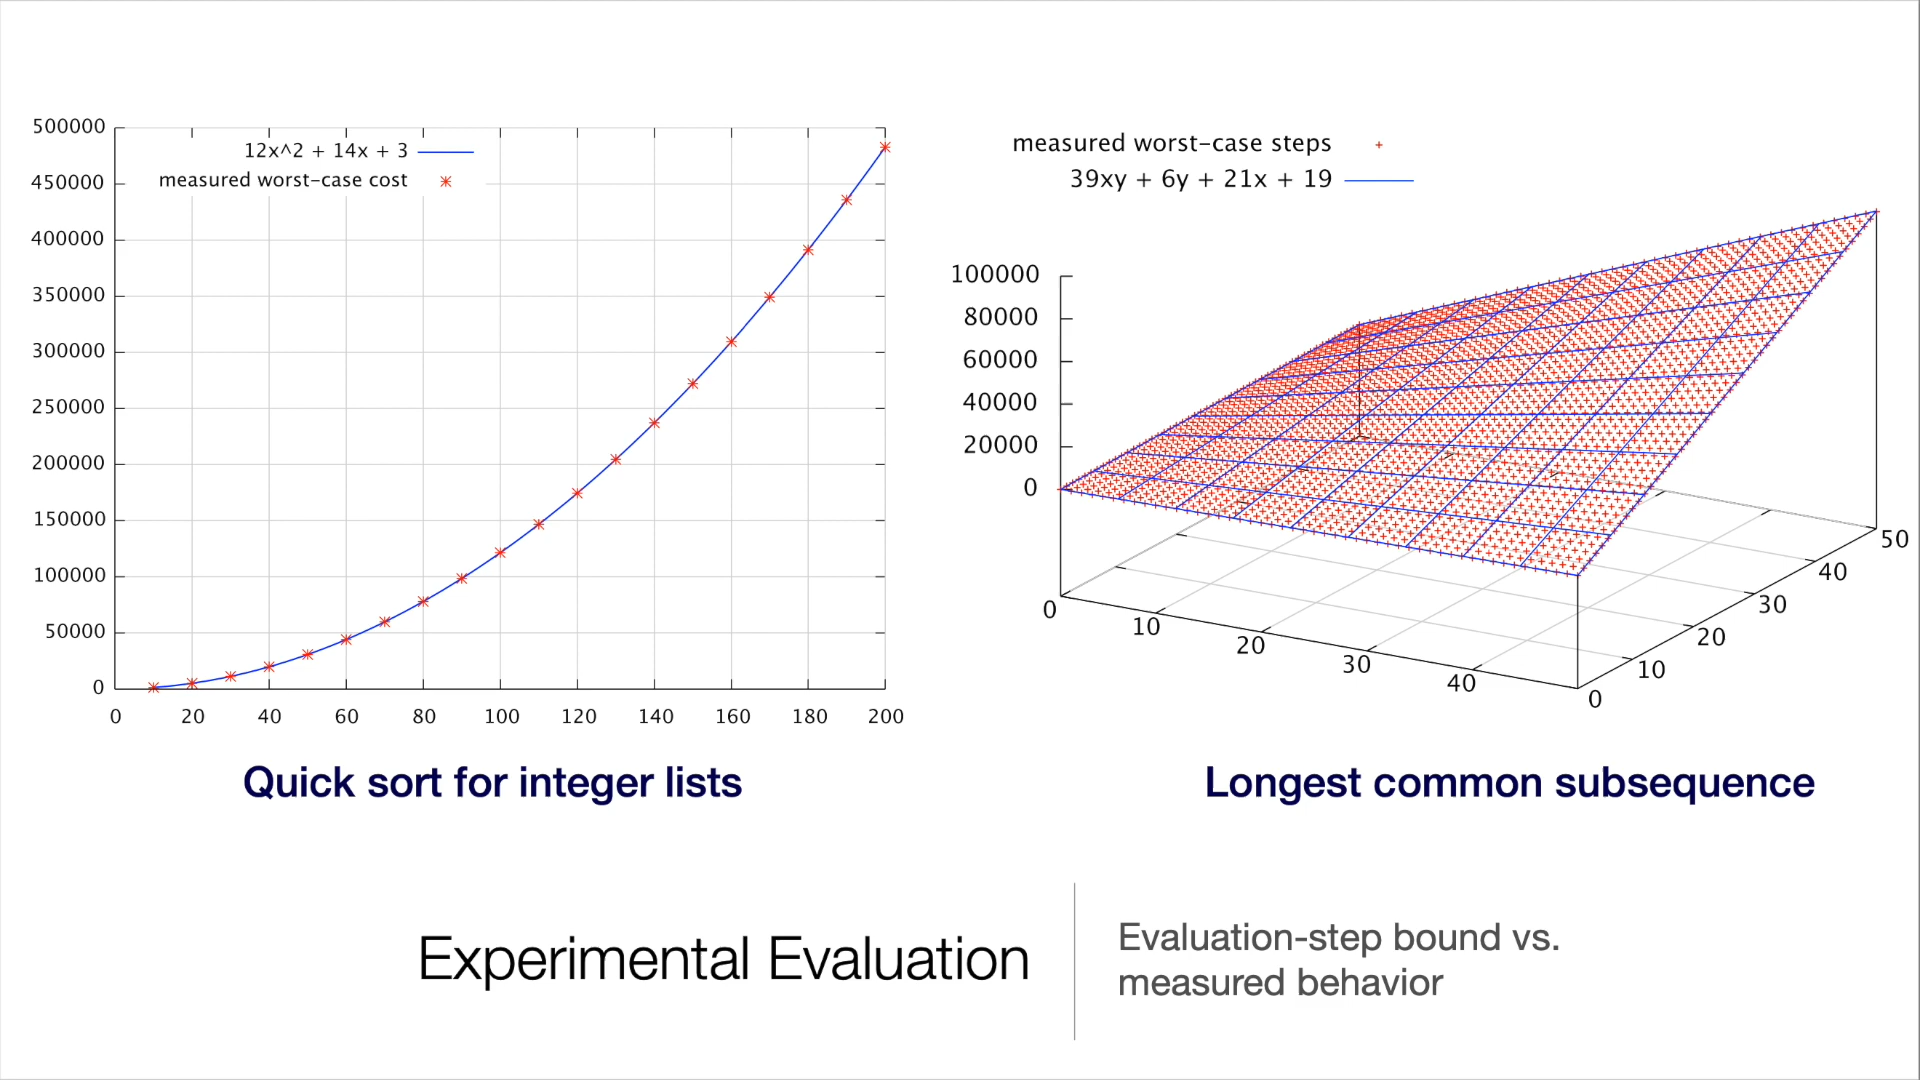 12x^2 + 14x + 3
measured worst-case cost
500000
450000
400000
350000
300000
250000
200000
150000
100000
50000
0
0 20 40 60 80 100 120 140 160 180 200
Quick sort for integer lists
measured worst-case steps
39xy + 6y + 21x + 19
100000
80000
60000
40000
20000
0
0 10 20 30 40
0 10 20 30 40 50
Longest common subsequence
Experimental Evaluation
Evaluation-step bound vs.
measured behavior